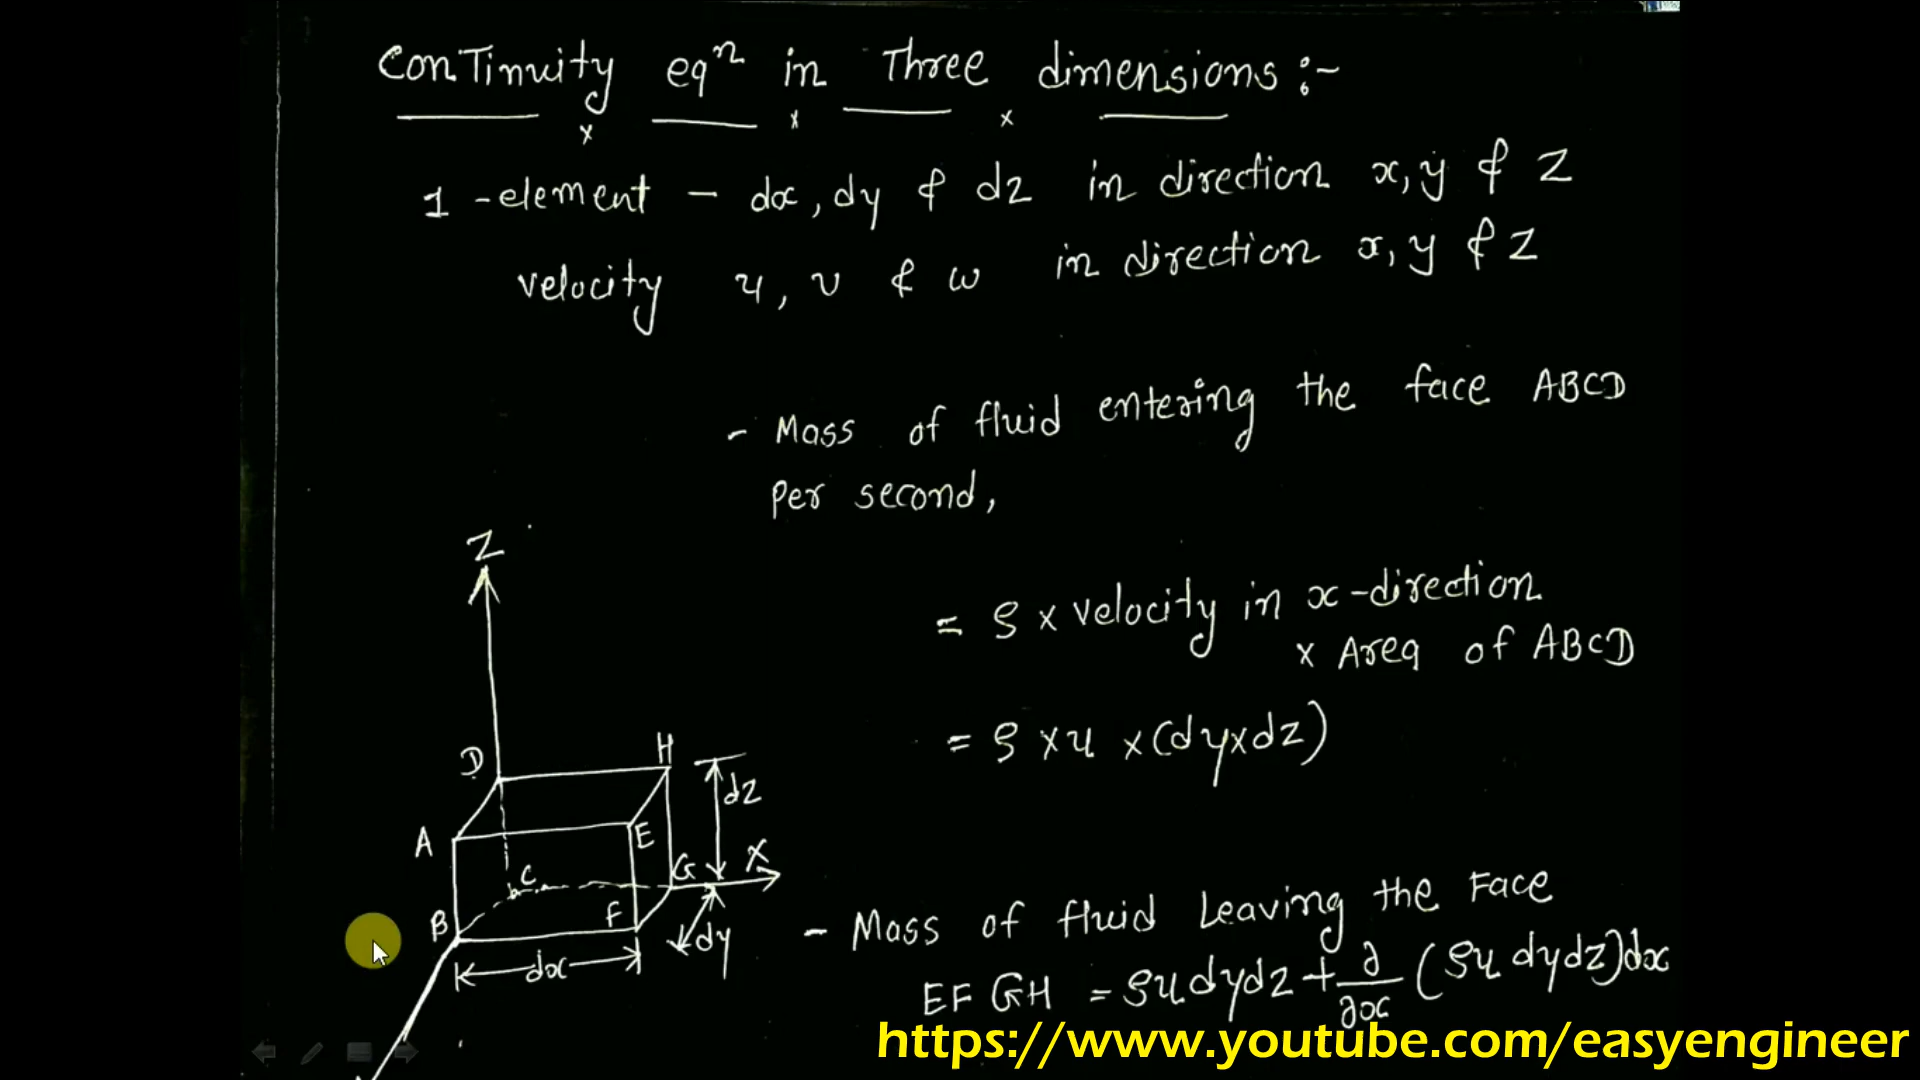 Continuity eqⁿ in Three dimensions :-
1 - element - dx, dy & dz in direction x, y & z
velocity u, v & w in direction x, y & z
- Mass of fluid entering the face ABCD
per second,
= ρ × velocity in x-direction
× Area of ABCD
= ρ × u × (dy×dz)
- Mass of fluid Leaving the Face
EFGH = ρu dydz + ∂/∂x (ρu dydz)dx
Z
D
H
dz
A
E
X
G
C
B
F
dy
dx
https://www.youtube.com/easyengineer